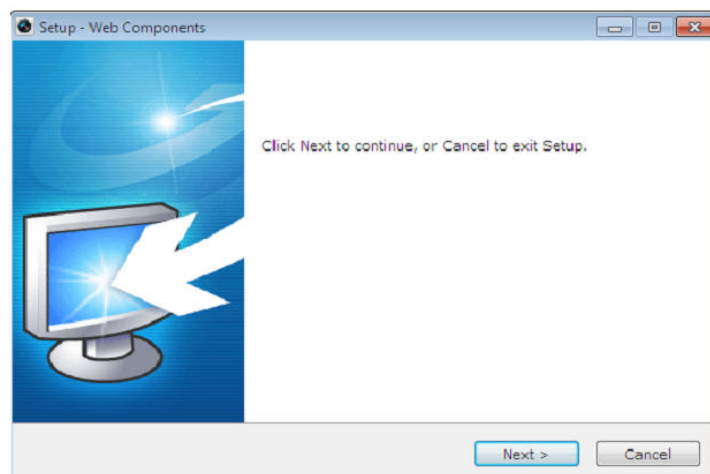 Setup - Web Components
Click Next to continue, or Cancel to exit Setup.
Next >
Cancel